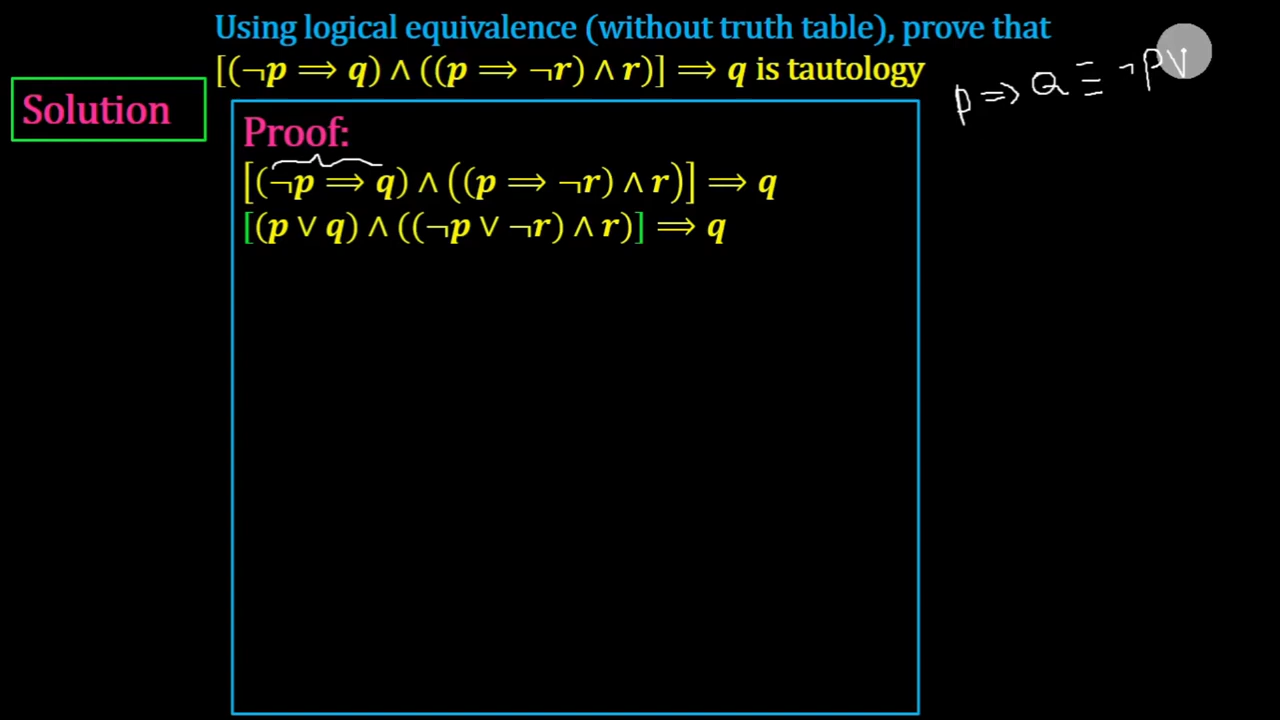 Using logical equivalence (without truth table), prove that
[(¬p ⟹ q) ∧ ((p ⟹ ¬r) ∧ r)] ⟹ q is tautology
p ⟹ Q ≡ ¬P V
Solution
Proof:
[(¬p ⟹ q) ∧ ((p ⟹ ¬r) ∧ r)] ⟹ q
[(p ∨ q) ∧ ((¬p ∨ ¬r) ∧ r)] ⟹ q